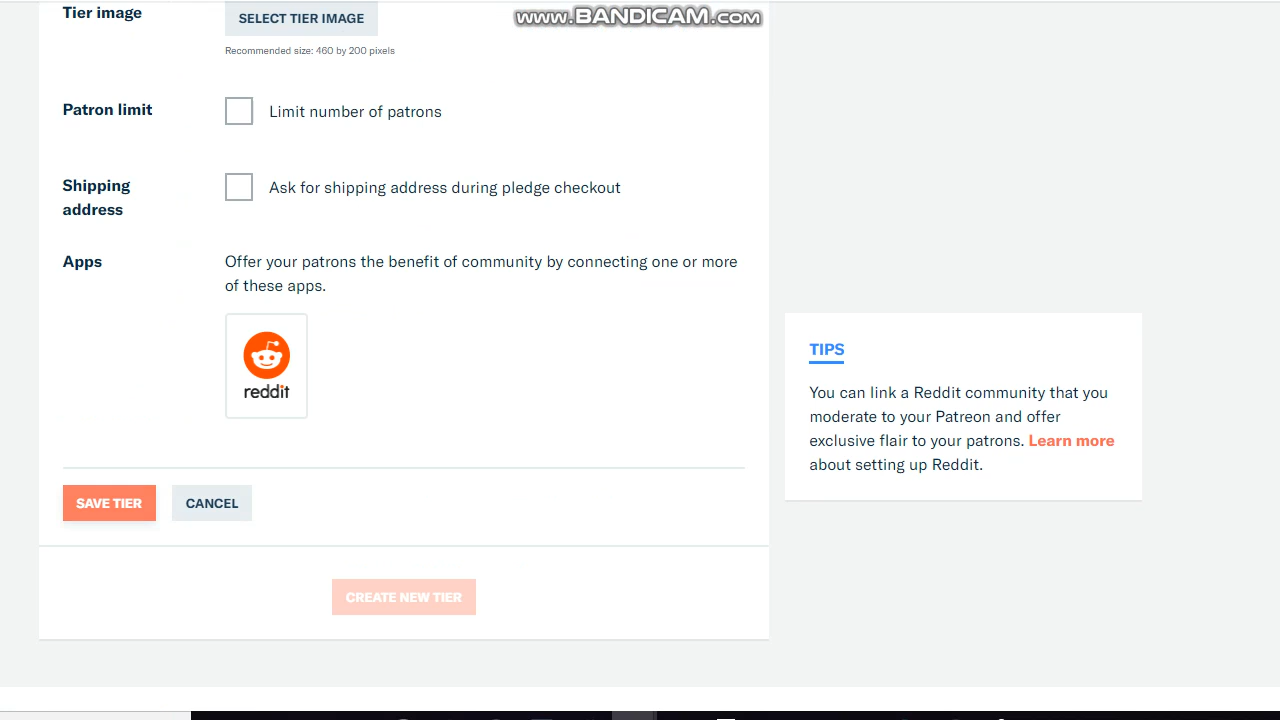 Tier image
SELECT TIER IMAGE
www.BANDICAM.com
Recommended size: 460 by 200 pixels
Patron limit
Limit number of patrons
Shipping
address
Ask for shipping address during pledge checkout
Apps
Offer your patrons the benefit of community by connecting one or more
of these apps.
reddit
TIPS
You can link a Reddit community that you
moderate to your Patreon and offer
exclusive flair to your patrons. Learn more
about setting up Reddit.
SAVE TIER
CANCEL
CREATE NEW TIER